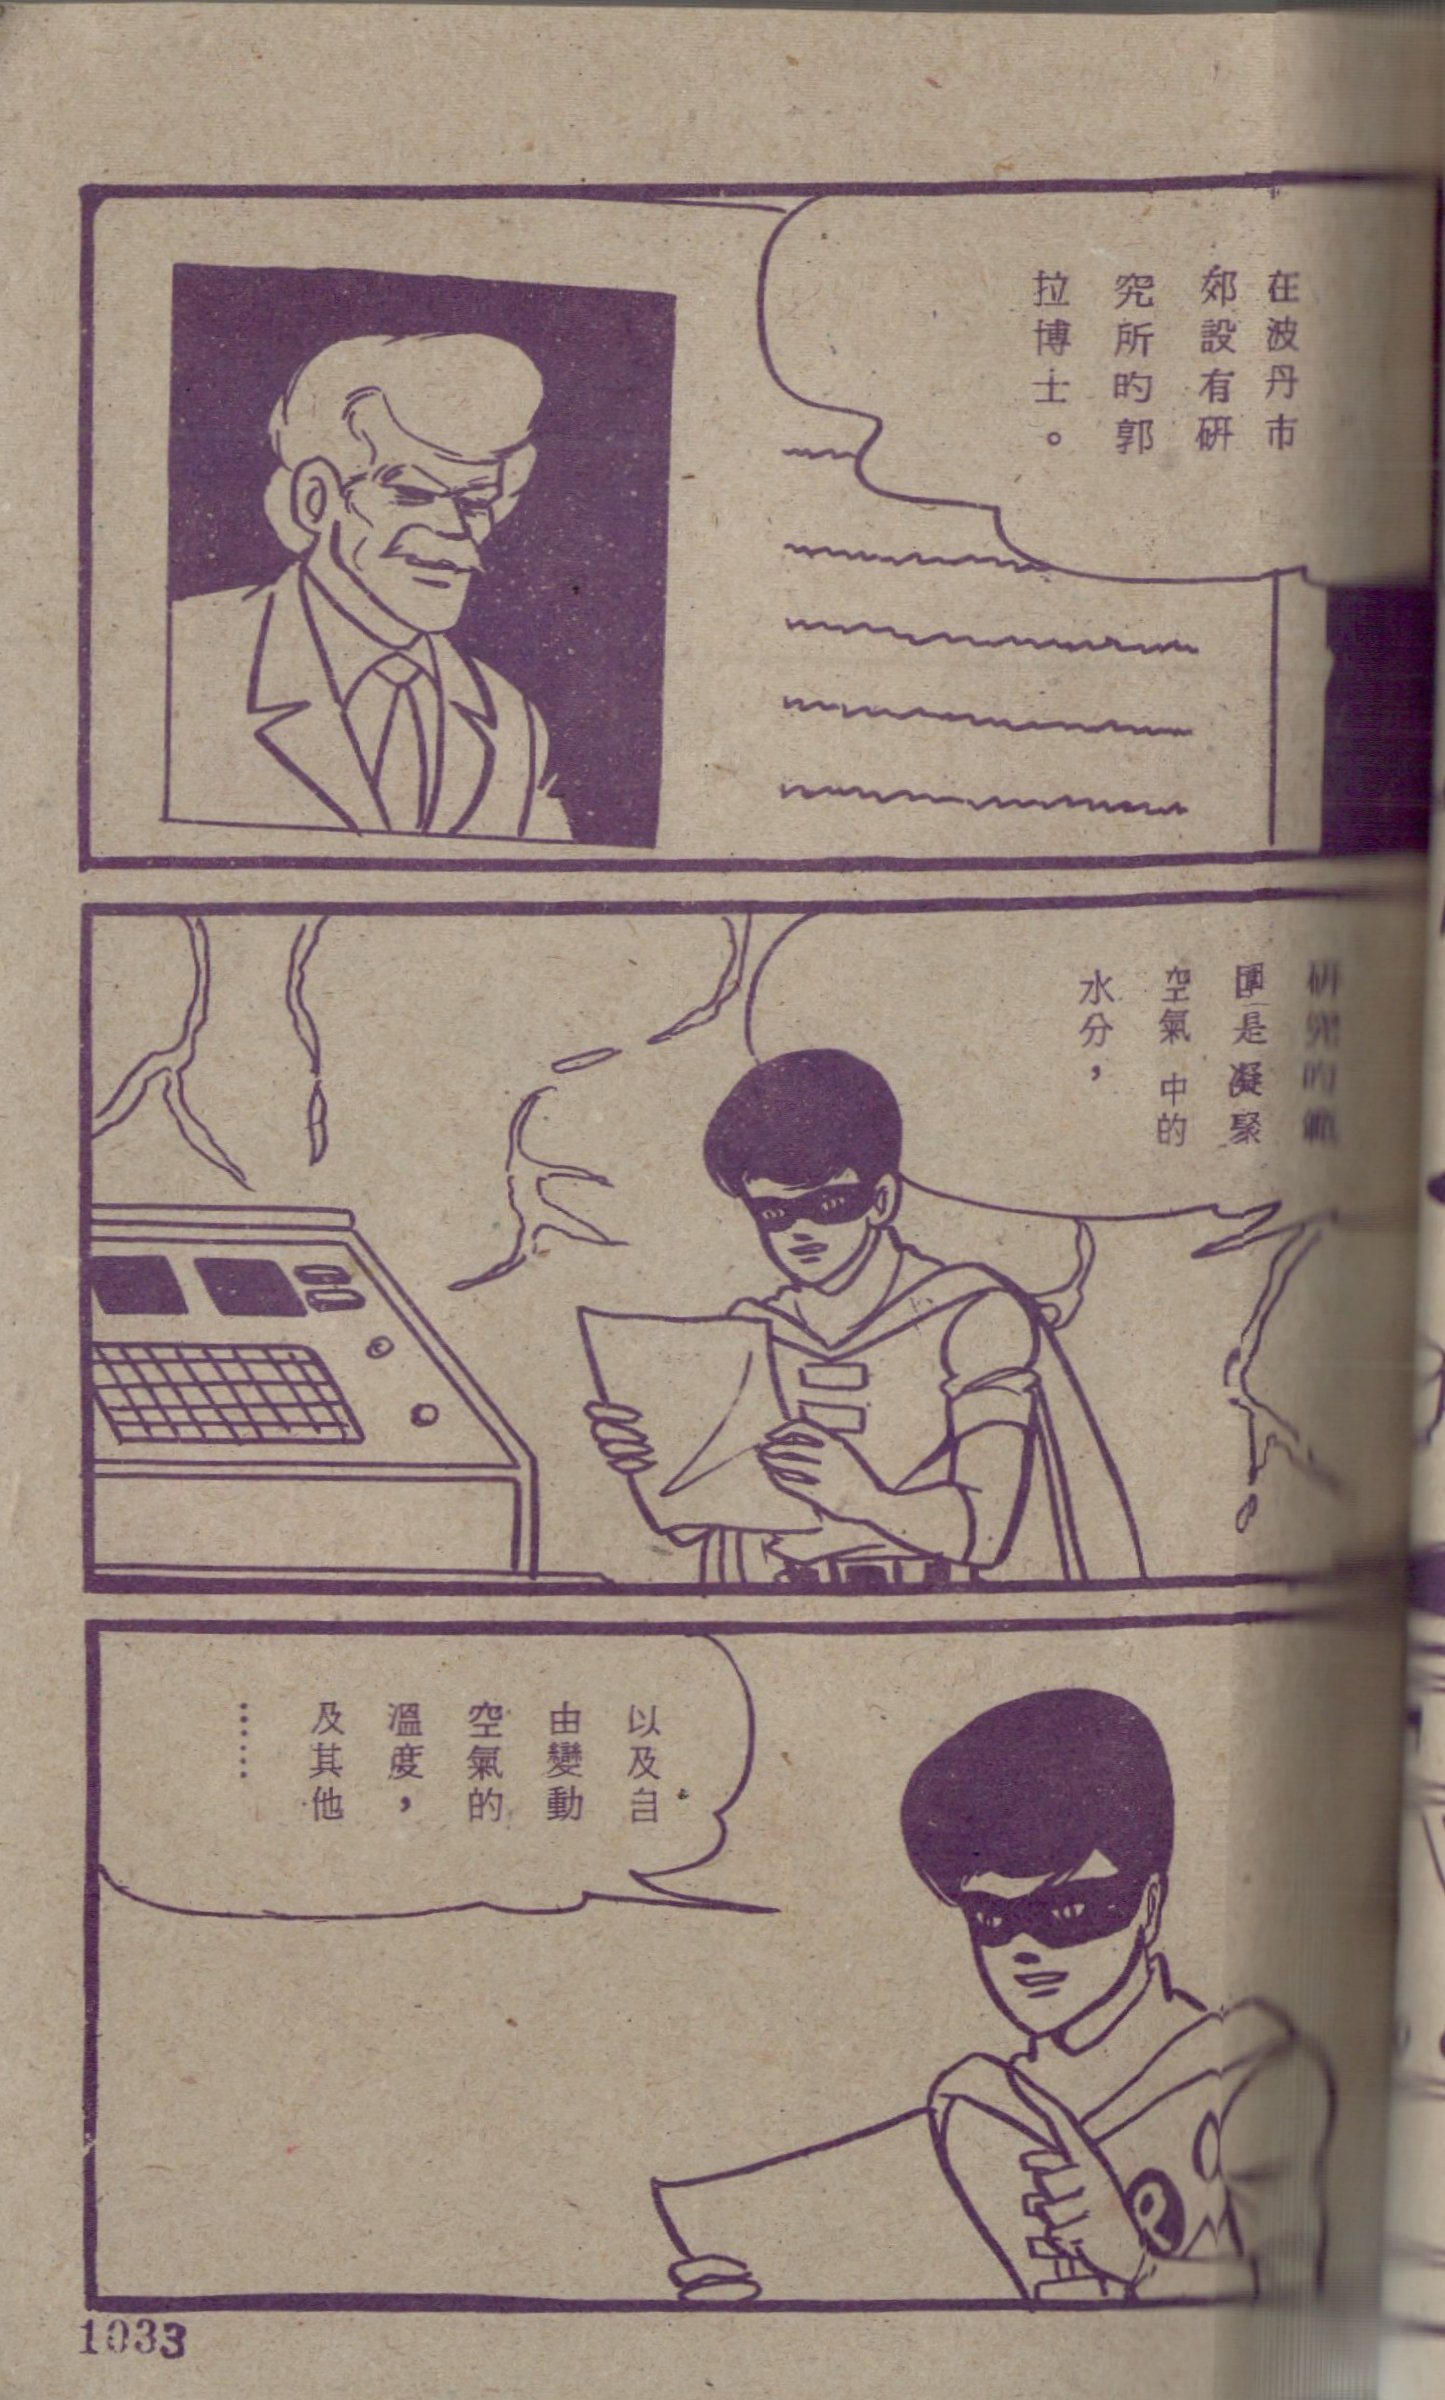 在波丹市
郊設有研
究所的郭
拉博士。
研究的範
圍是凝聚
空氣中的
水分，
以及自
由變動
空氣的
溫度，
及其他
……
1033